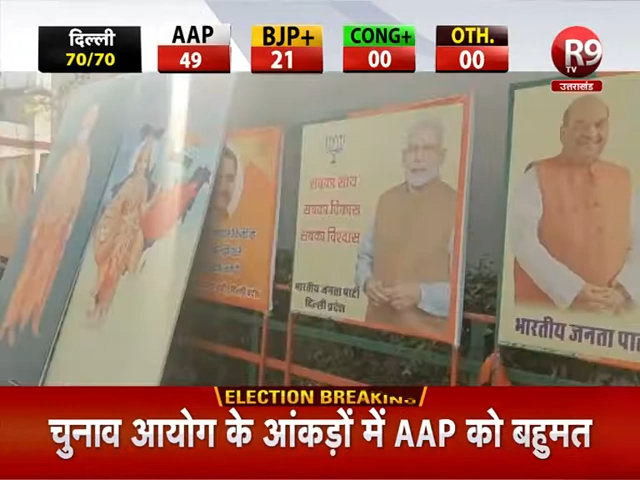 दिल्ली
70/70
AAP
49
BJP+
21
CONG+
00
OTH.
00
R9
TV
उत्तराखंड
सबका साथ
सबका विकास
सबका विश्वास
भारतीय जनता पार्टी
दिल्ली प्रदेश
भारतीय जनता पा
ELECTION BREAKING
चुनाव आयोग के आंकड़ों में AAP को बहुमत